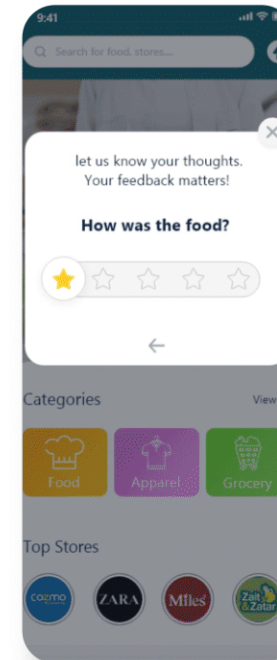 9:41
Search for food, stores....
let us know your thoughts.
Your feedback matters!
How was the food?
Categories
View
Food
Apparel
Grocery
Top Stores
cozmo
ZARA
Miles
Zait
&Zatar